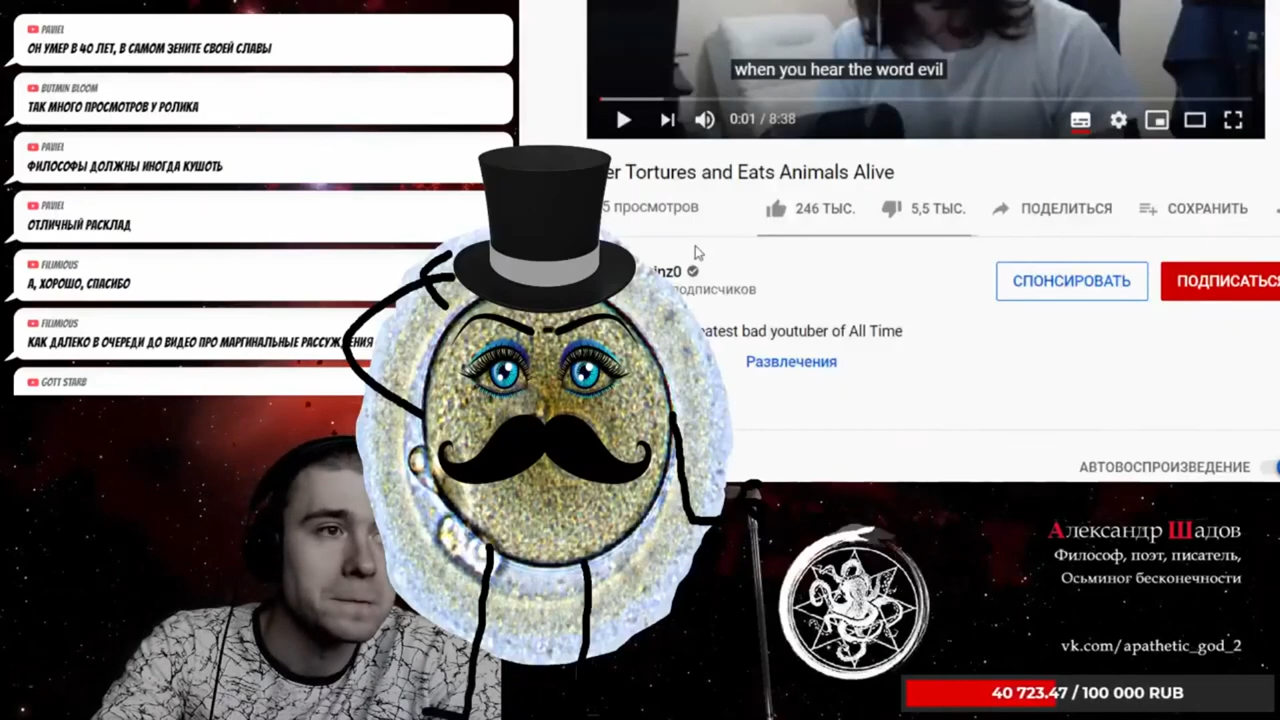 PAVIEL
ОН УМЕР В 40 ЛЕТ, В САМОМ ЗЕНИТЕ СВОЕЙ СЛАВЫ
BUTMIN BLOOM
ТАК МНОГО ПРОСМОТРОВ У РОЛИКА
PAVIEL
ФИЛОСОФЫ ДОЛЖНЫ ИНОГДА КУШОТЬ
PAVIEL
ОТЛИЧНЫЙ РАСКЛАД
FILIMIOUS
А, ХОРОШО, СПАСИБО
FILIMIOUS
КАК ДАЛЕКО В ОЧЕРЕДИ ДО ВИДЕО ПРО МАРГИНАЛЬНЫЕ РАССУЖДЕНИЯ
GOTT STARB
when you hear the word evil
0:01 / 8:38
er Tortures and Eats Animals Alive
5 просмотров
246 ТЫС.
5,5 ТЫС.
ПОДЕЛИТЬСЯ
СОХРАНИТЬ
inz0
подписчиков
СПОНСИРОВАТЬ
ПОДПИСАТЬС
eatest bad youtuber of All Time
Развлечения
АВТОВОСПРОИЗВЕДЕНИЕ
Александр Шадов
Философ, поэт, писатель,
Осьминог бесконечности
vk.com/apathetic_god_2
40 723.47 / 100 000 RUB